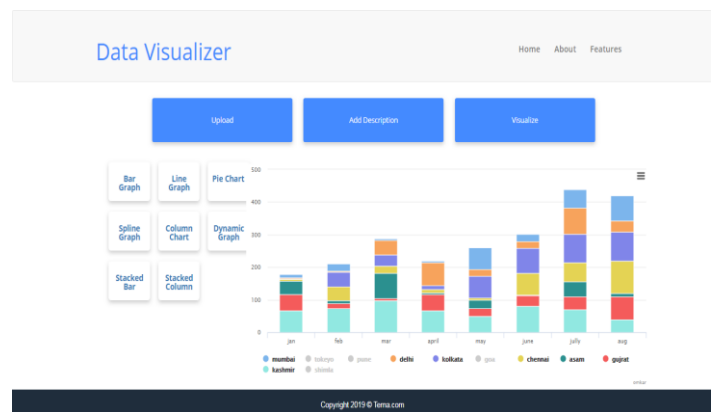 Data Visualizer
Home About Features
Upload Add Description Visualize
Bar Graph
Line Graph
Pie Chart
Spline Graph
Column Chart
Dynamic Graph
Stacked Bar
Stacked Column
500
400
300
200
100
0
jan feb mar april may june jully aug
mumbai tokeyo pune delhi kolkata goa chennai asam gujrat
kashmir shimla
Copyright 2019 © Tema.com